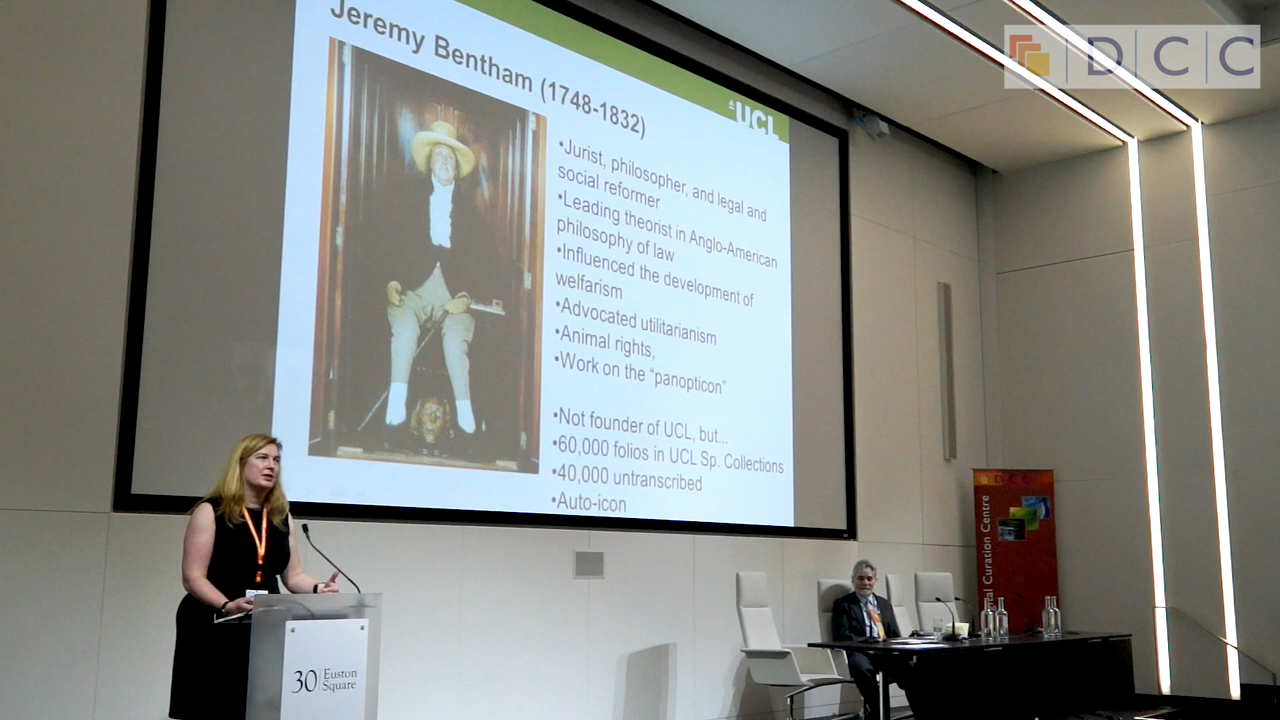 Jeremy Bentham (1748-1832)
UCL
•Jurist, philosopher, and legal and
social reformer
•Leading theorist in Anglo-American
philosophy of law
•Influenced the development of
welfarism
•Advocated utilitarianism
•Animal rights,
•Work on the “panopticon”
•Not founder of UCL, but...
•60,000 folios in UCL Sp. Collections
•40,000 untranscribed
•Auto-icon
DCC
DCC
Curation Centre
30 Euston
Square